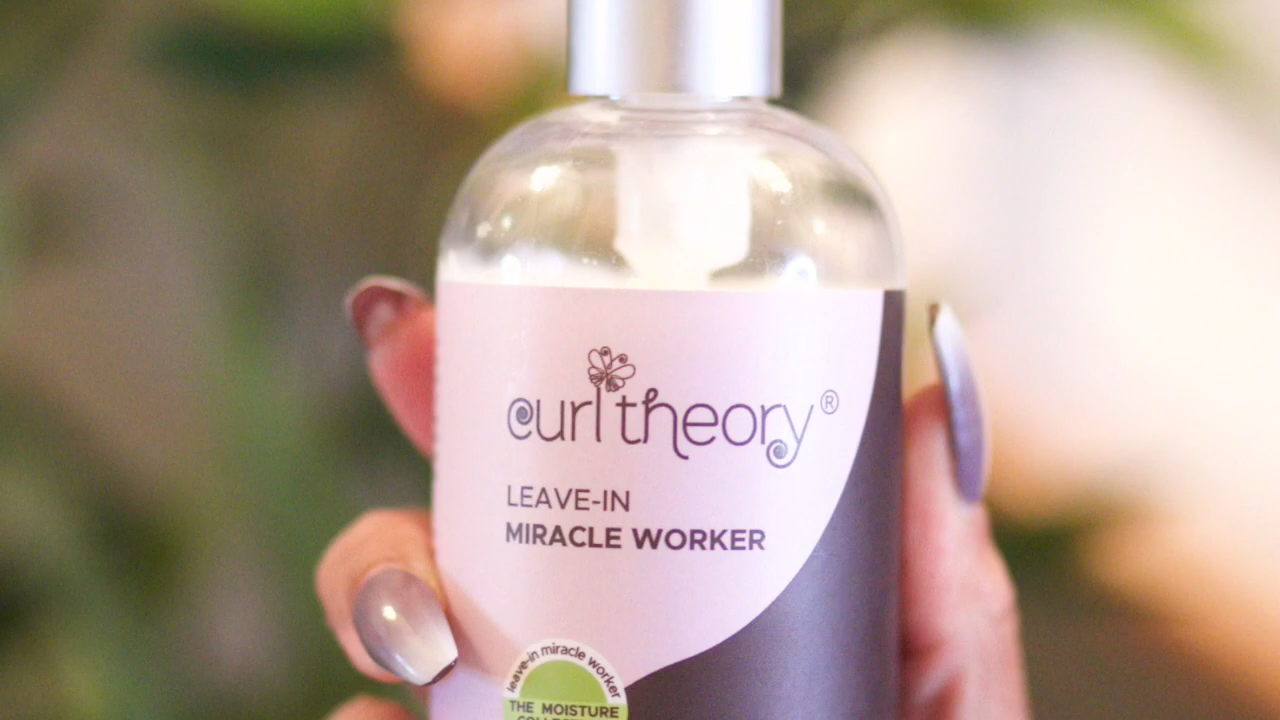 curl theory®
LEAVE-IN
MIRACLE WORKER
leave-in miracle worker
THE MOISTURE